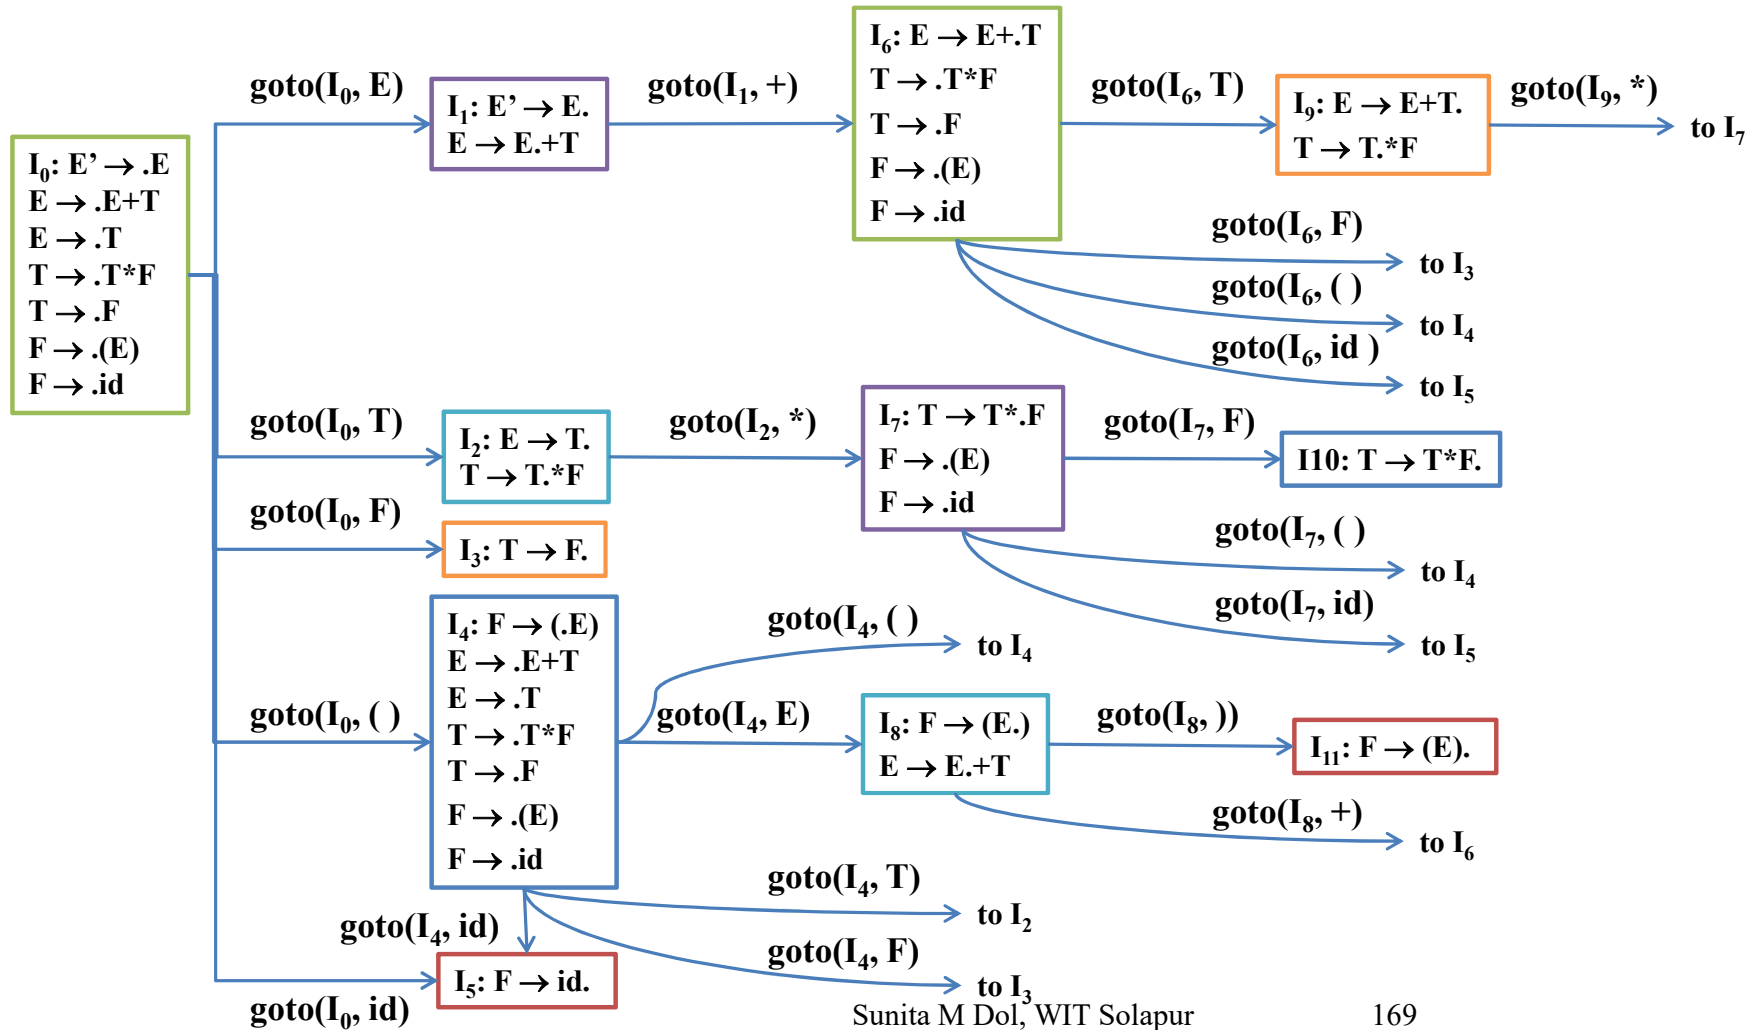 I₀: E’ → .E
E → .E+T
E → .T
T → .T*F
T → .F
F → .(E)
F → .id
goto(I₀, E)
I₁: E’ → E.
E → E.+T
goto(I₁, +)
I₆: E → E+.T
T → .T*F
T → .F
F → .(E)
F → .id
goto(I₆, T)
I₉: E → E+T.
T → T.*F
goto(I₉, *)
to I₇
goto(I₆, F)
to I₃
goto(I₆, ( )
to I₄
goto(I₆, id )
to I₅
goto(I₀, T)
I₂: E → T.
T → T.*F
goto(I₂, *)
I₇: T → T*.F
F → .(E)
F → .id
goto(I₇, F)
I10: T → T*F.
goto(I₀, F)
I₃: T → F.
goto(I₇, ( )
to I₄
goto(I₇, id)
to I₅
goto(I₀, ( )
I₄: F → (.E)
E → .E+T
E → .T
T → .T*F
T → .F
F → .(E)
F → .id
goto(I₄, ( )
to I₄
goto(I₄, E)
I₈: F → (E.)
E → E.+T
goto(I₈, ))
I₁₁: F → (E).
goto(I₈, +)
to I₆
goto(I₄, T)
to I₂
goto(I₄, id)
goto(I₄, F)
to I₃
I₅: F → id.
goto(I₀, id)
Sunita M Dol, WIT Solapur
169